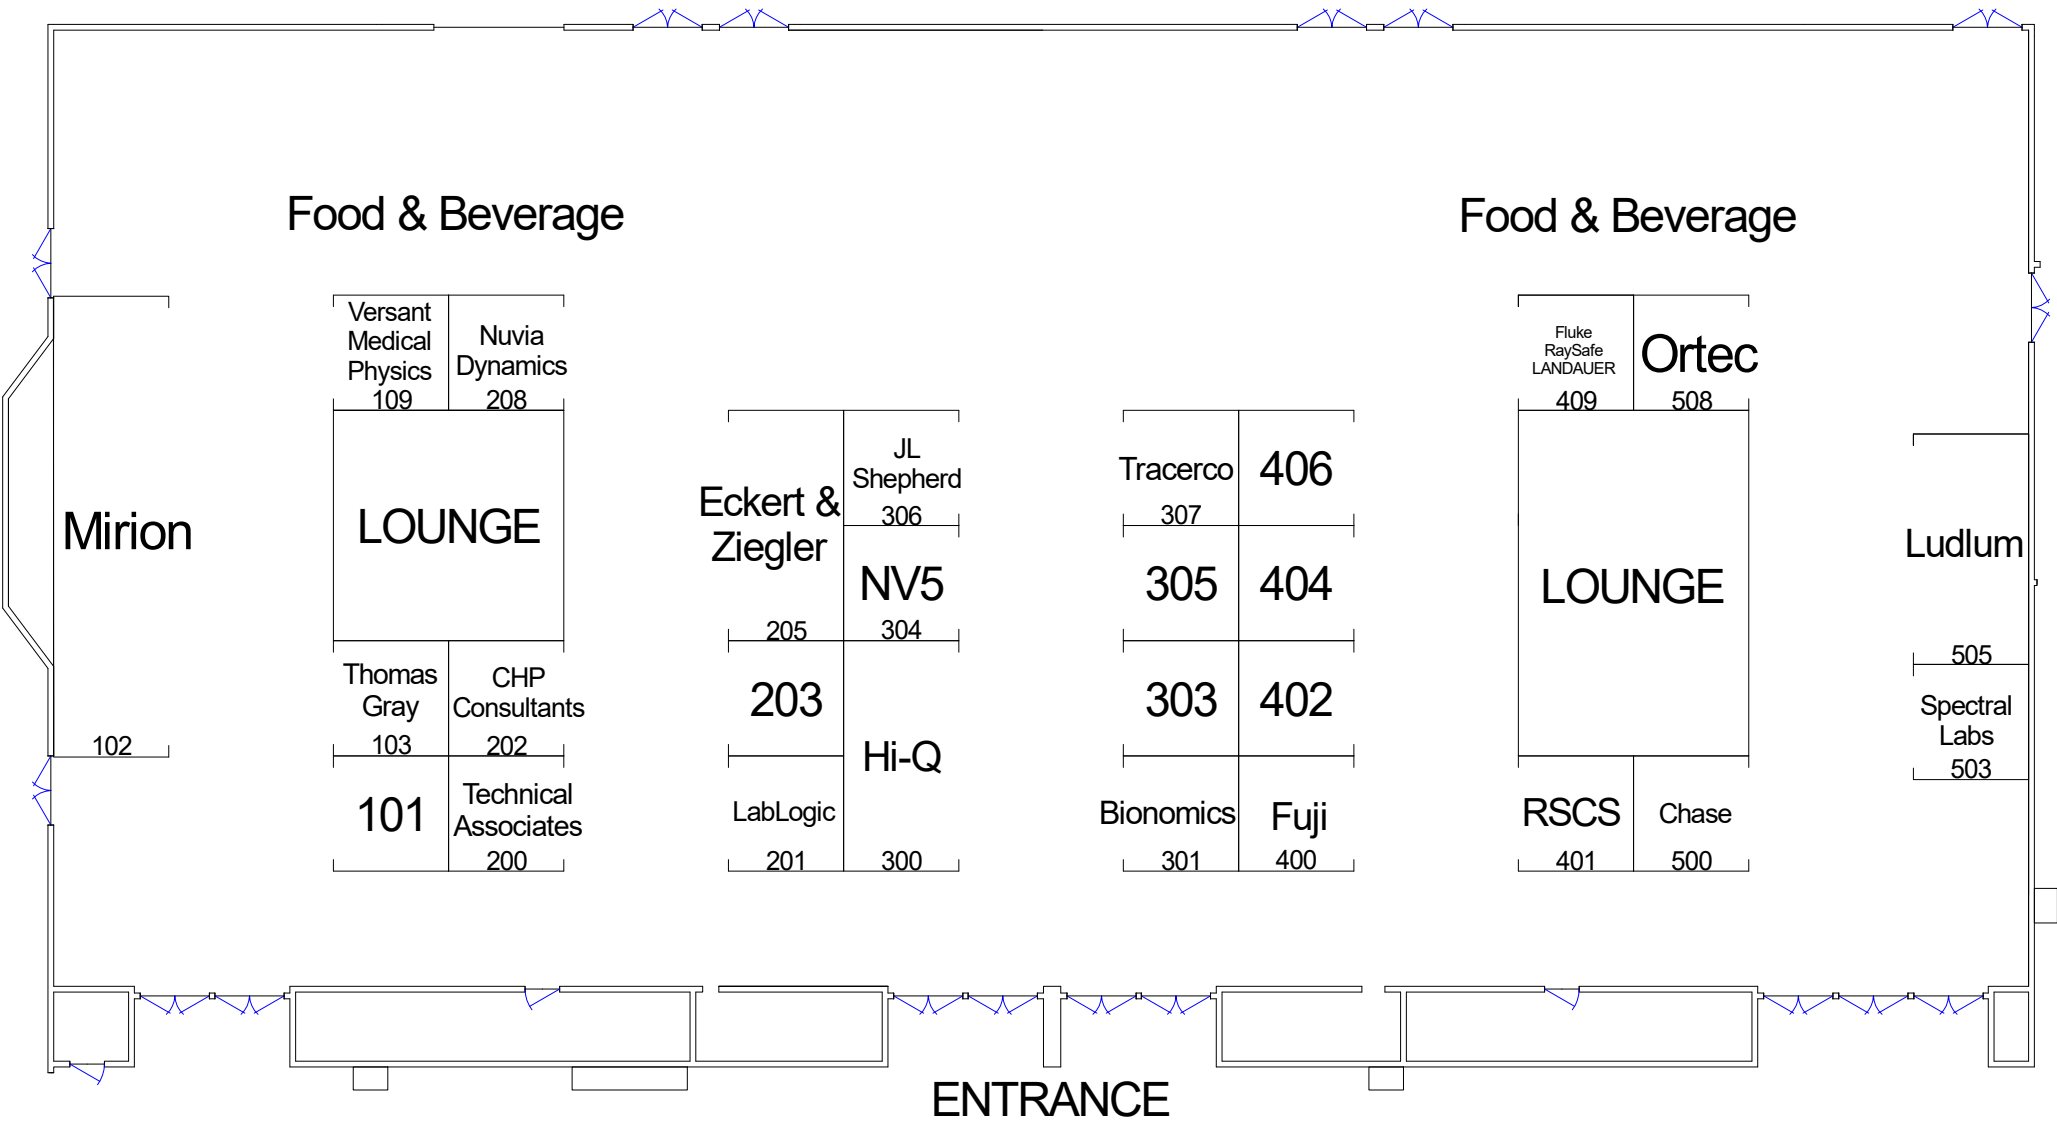 Food & Beverage
Food & Beverage
Versant
Medical
Physics
109
Nuvia
Dynamics
208
Fluke
RaySafe
LANDAUER
409
Ortec
508
Mirion
102
LOUNGE
Eckert &
Ziegler
205
JL
Shepherd
306
NV5
304
Tracerco
307
406
305
404
LOUNGE
Ludlum
505
Thomas
Gray
103
CHP
Consultants
202
203
Hi-Q
300
303
402
Spectral
Labs
503
101
Technical
Associates
200
LabLogic
201
Bionomics
301
Fuji
400
RSCS
401
Chase
500
ENTRANCE